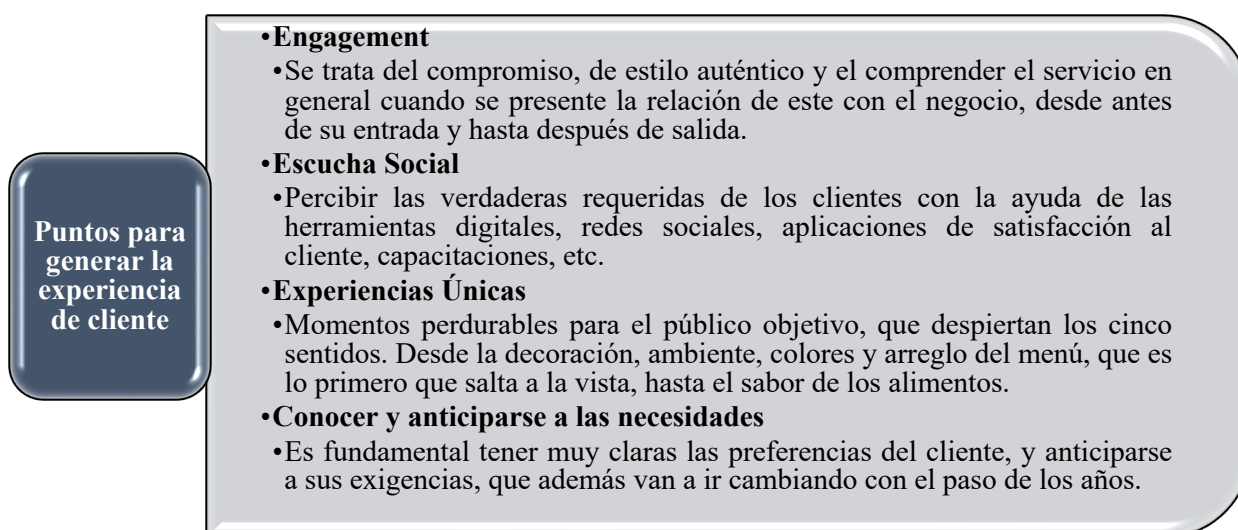 Puntos para
generar la
experiencia
de cliente
•Engagement
•Se trata del compromiso, de estilo auténtico y el comprender el servicio en
general cuando se presente la relación de este con el negocio, desde antes
de su entrada y hasta después de salida.
•Escucha Social
•Percibir las verdaderas requeridas de los clientes con la ayuda de las
herramientas digitales, redes sociales, aplicaciones de satisfacción al
cliente, capacitaciones, etc.
•Experiencias Únicas
•Momentos perdurables para el público objetivo, que despiertan los cinco
sentidos. Desde la decoración, ambiente, colores y arreglo del menú, que es
lo primero que salta a la vista, hasta el sabor de los alimentos.
•Conocer y anticiparse a las necesidades
•Es fundamental tener muy claras las preferencias del cliente, y anticiparse
a sus exigencias, que además van a ir cambiando con el paso de los años.